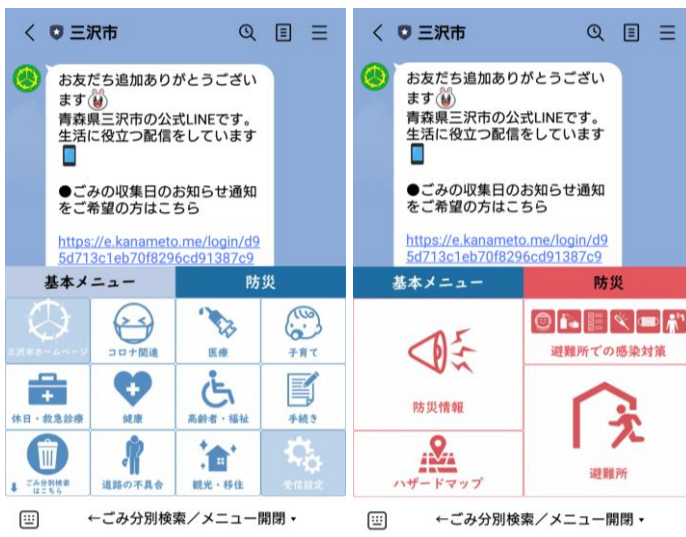 三沢市
お友だち追加ありがとうござい
ます
青森県三沢市の公式LINEです。
生活に役立つ配信をしています
●ごみの収集日のお知らせ通知
をご希望の方はこちら
https://e.kanameto.me/login/d9
5d713c1eb70f8296cd91387c9
基本メニュー
防災
三沢市ホームページ
コロナ関連
医療
子育て
休日・救急診療
健康
高齢者・福祉
手続き
ごみ分別検索
はこちら
道路の不具合
観光・移住
受信設定
←ごみ分別検索／メニュー開閉▾
三沢市
お友だち追加ありがとうござい
ます
青森県三沢市の公式LINEです。
生活に役立つ配信をしています
●ごみの収集日のお知らせ通知
をご希望の方はこちら
https://e.kanameto.me/login/d9
5d713c1eb70f8296cd91387c9
基本メニュー
防災
防災情報
避難所での感染対策
ハザードマップ
避難所
←ごみ分別検索／メニュー開閉▾